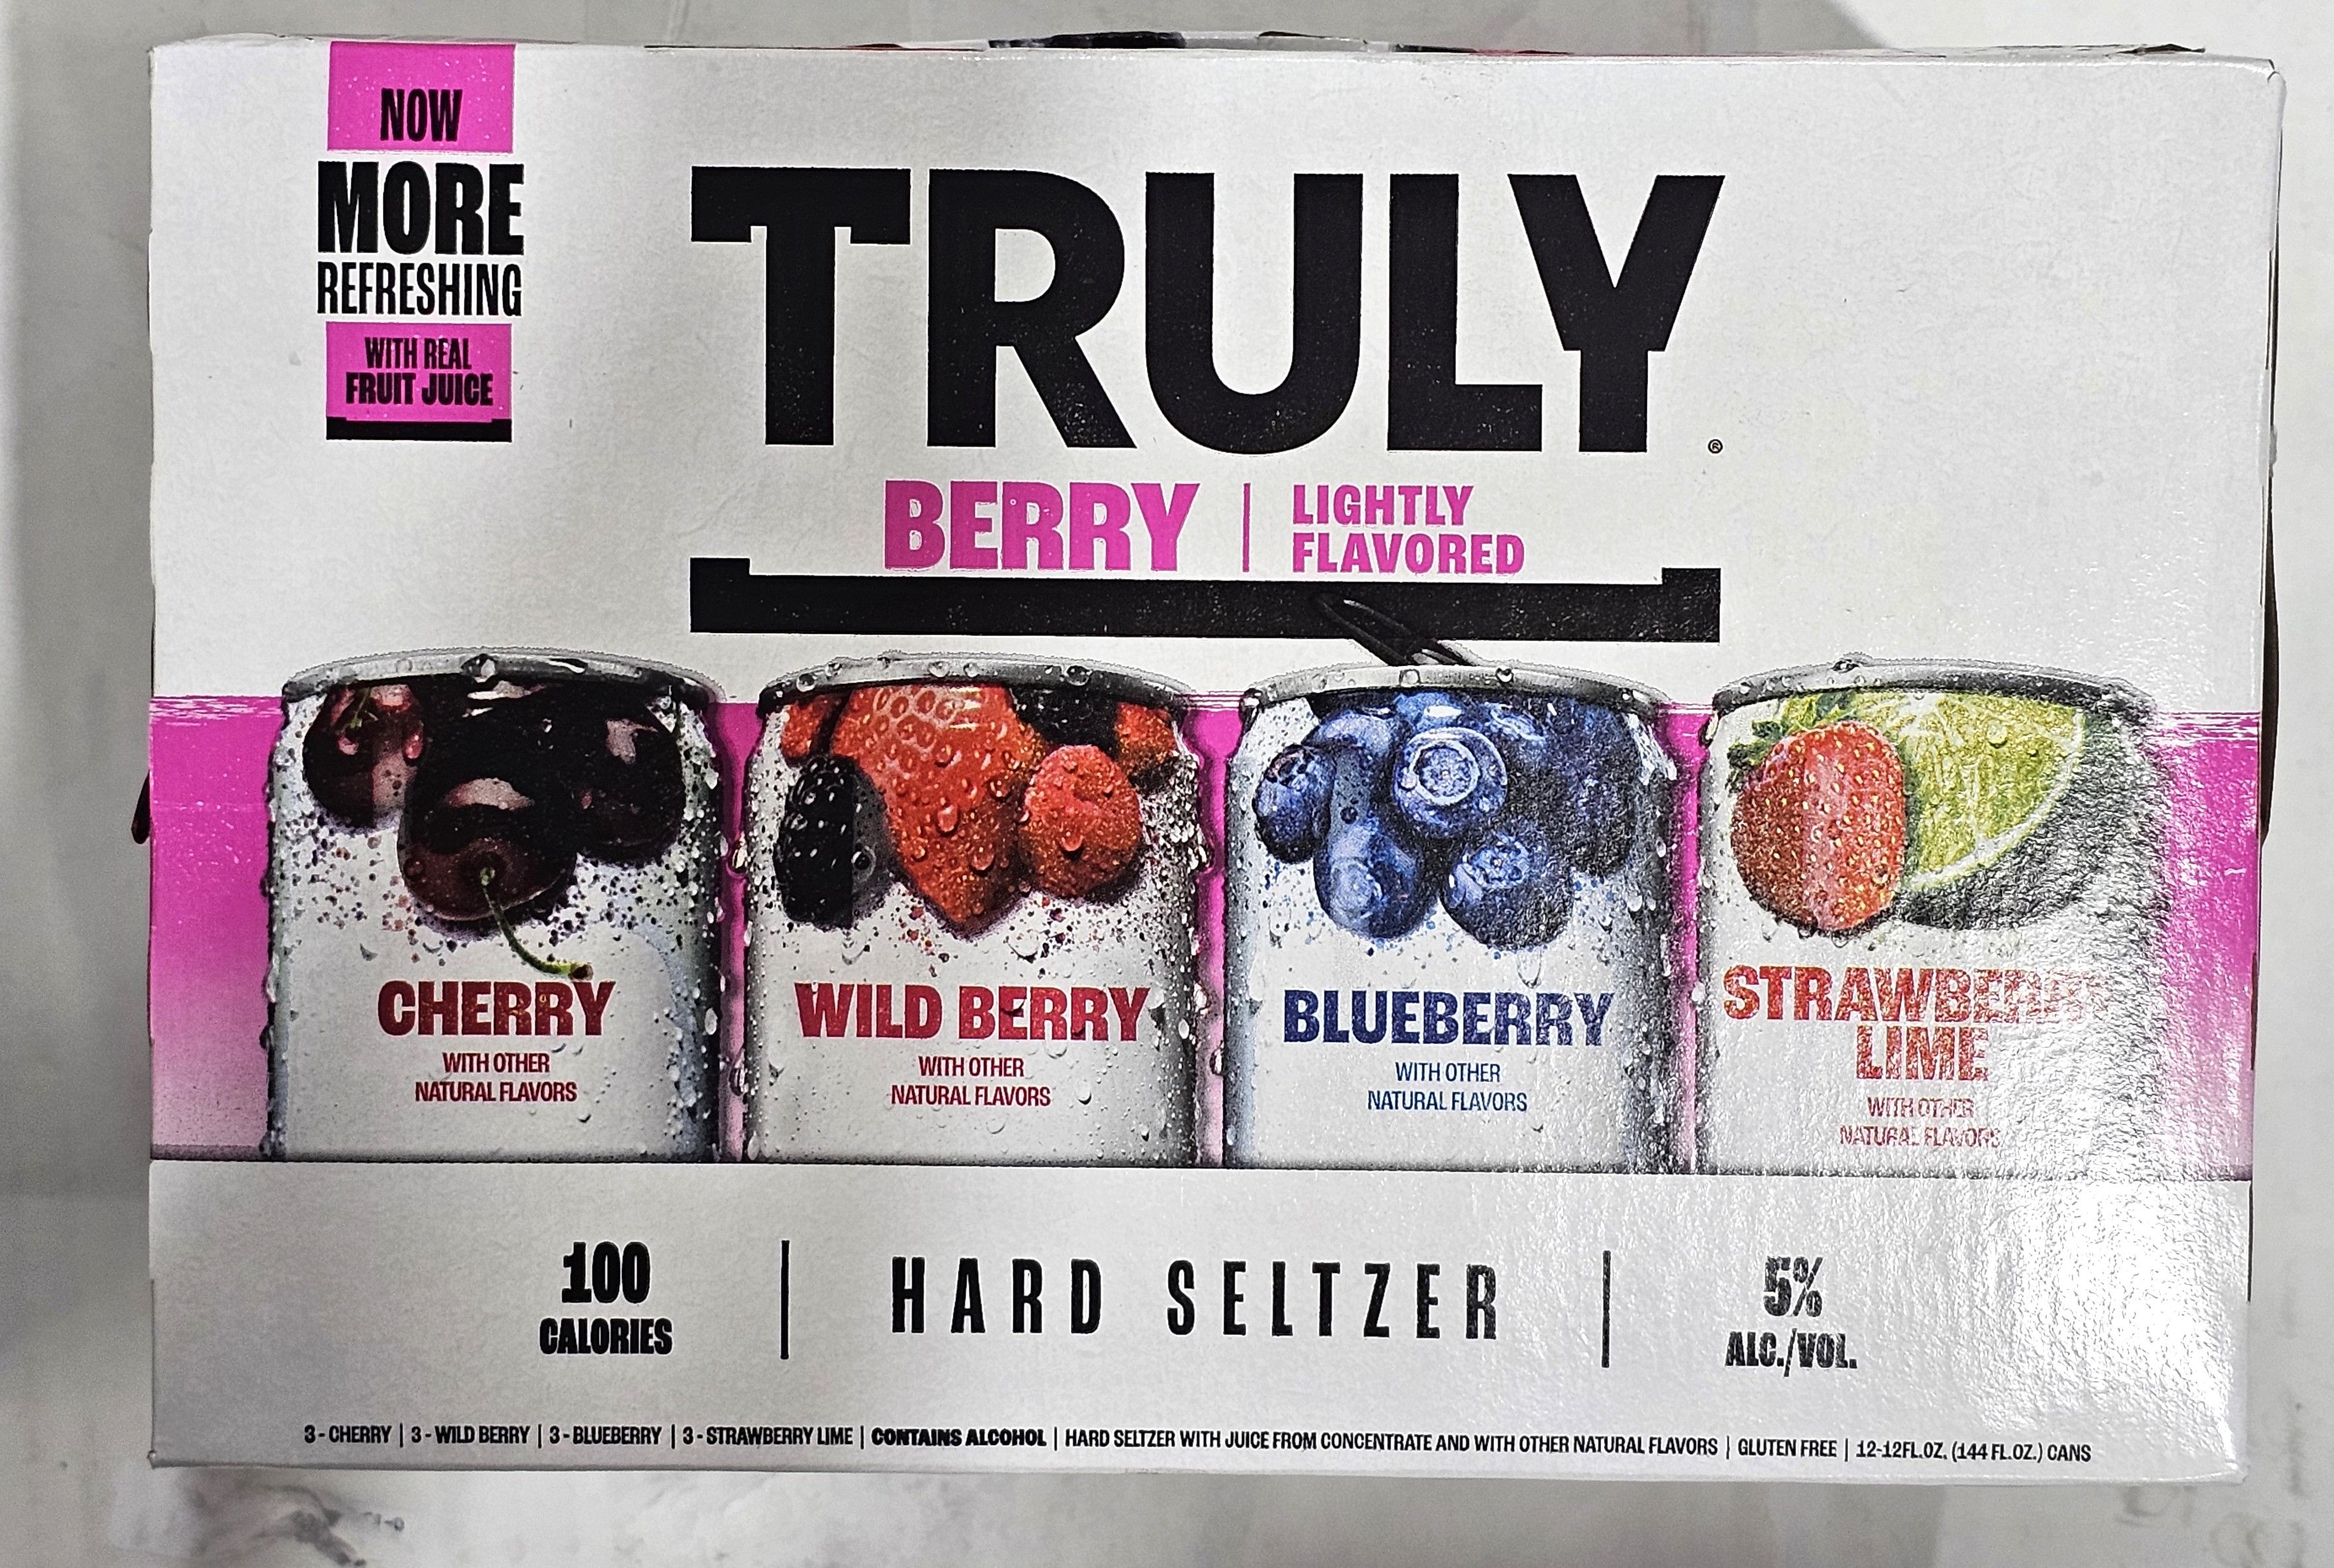 NOW
MORE
REFRESHING
WITH REAL
FRUIT JUICE
TRULY®
BERRY | LIGHTLY
FLAVORED
CHERRY
WITH OTHER
NATURAL FLAVORS
WILD BERRY
WITH OTHER
NATURAL FLAVORS
BLUEBERRY
WITH OTHER
NATURAL FLAVORS
STRAWBERRY
LIME
WITH OTHER
NATURAL FLAVORS
100
CALORIES
HARD SELTZER
5%
ALC./VOL.
3 - CHERRY | 3 - WILD BERRY | 3 - BLUEBERRY | 3 - STRAWBERRY LIME | CONTAINS ALCOHOL | HARD SELTZER WITH JUICE FROM CONCENTRATE AND WITH OTHER NATURAL FLAVORS | GLUTEN FREE | 12-12FL.OZ. (144 FL.OZ.) CANS